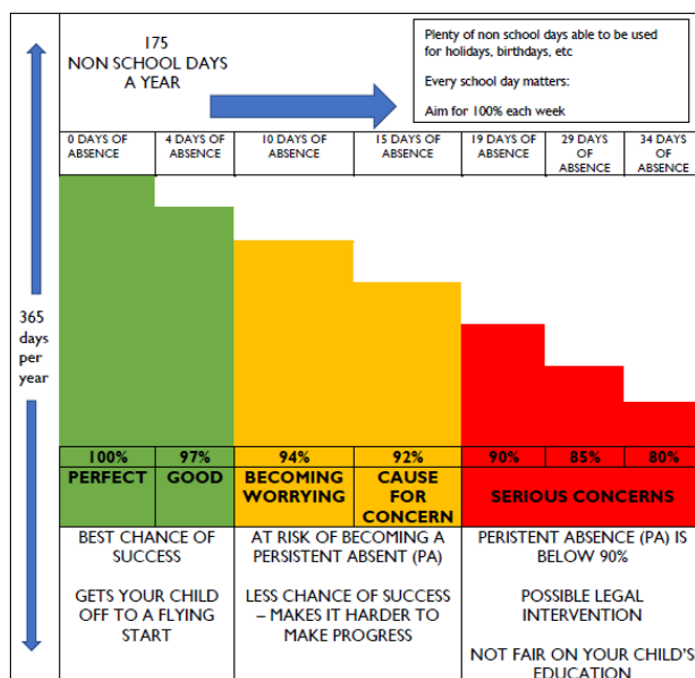 175
NON SCHOOL DAYS
A YEAR
Plenty of non school days able to be used
for holidays, birthdays, etc
Every school day matters:
Aim for 100% each week
0 DAYS OF
ABSENCE
4 DAYS OF
ABSENCE
10 DAYS OF
ABSENCE
15 DAYS OF
ABSENCE
19 DAYS OF
ABSENCE
29 DAYS
OF
ABSENCE
34 DAYS
OF
ABSENCE
365
days
per
year
100%
97%
94%
92%
90%
85%
80%
PERFECT
GOOD
BECOMING
WORRYING
CAUSE
FOR
CONCERN
SERIOUS CONCERNS
BEST CHANCE OF
SUCCESS
GETS YOUR CHILD
OFF TO A FLYING
START
AT RISK OF BECOMING A
PERSISTENT ABSENT (PA)
LESS CHANCE OF SUCCESS
– MAKES IT HARDER TO
MAKE PROGRESS
PERISTENT ABSENCE (PA) IS
BELOW 90%
POSSIBLE LEGAL
INTERVENTION
NOT FAIR ON YOUR CHILD'S
EDUCATION